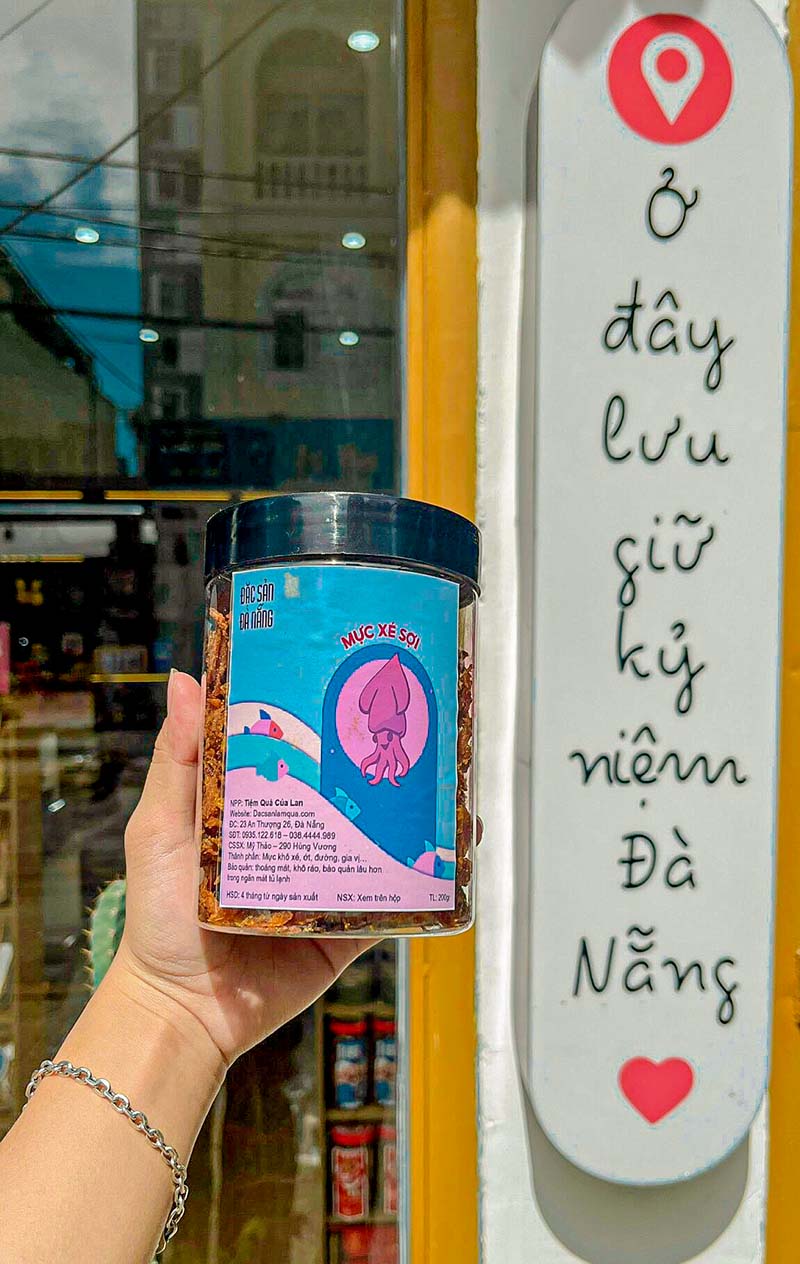 ĐẶC SẢN
ĐÀ NẴNG
MỰC XÉ SỢI
NPP: Tiệm Quà Của Lan
Website: Dacsanlamqua.com
ĐC: 23 An Thượng 26, Đà Nẵng
SĐT: 0935.122.618 – 038.4444.989
CSSX: Mỹ Thảo – 290 Hùng Vương
Thành phần: Mực khô xé, ớt, đường, gia vị...
Bảo quản: thoáng mát, khô ráo, bảo quản lâu hơn
trong ngăn mát tủ lạnh
HSD: 4 tháng từ ngày sản xuất NSX: Xem trên hộp TL: 200gr
Ở
đây
lưu
giữ
kỷ
niệm
Đà
Nẵng